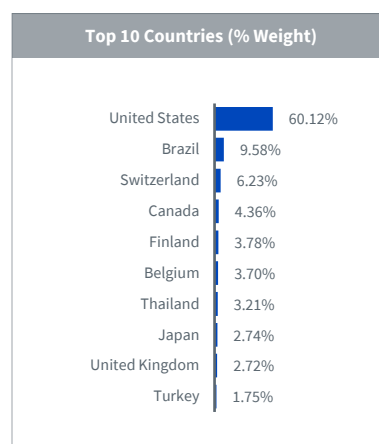 Top 10 Countries (% Weight)
United States 60.12%
Brazil 9.58%
Switzerland 6.23%
Canada 4.36%
Finland 3.78%
Belgium 3.70%
Thailand 3.21%
Japan 2.74%
United Kingdom 2.72%
Turkey 1.75%